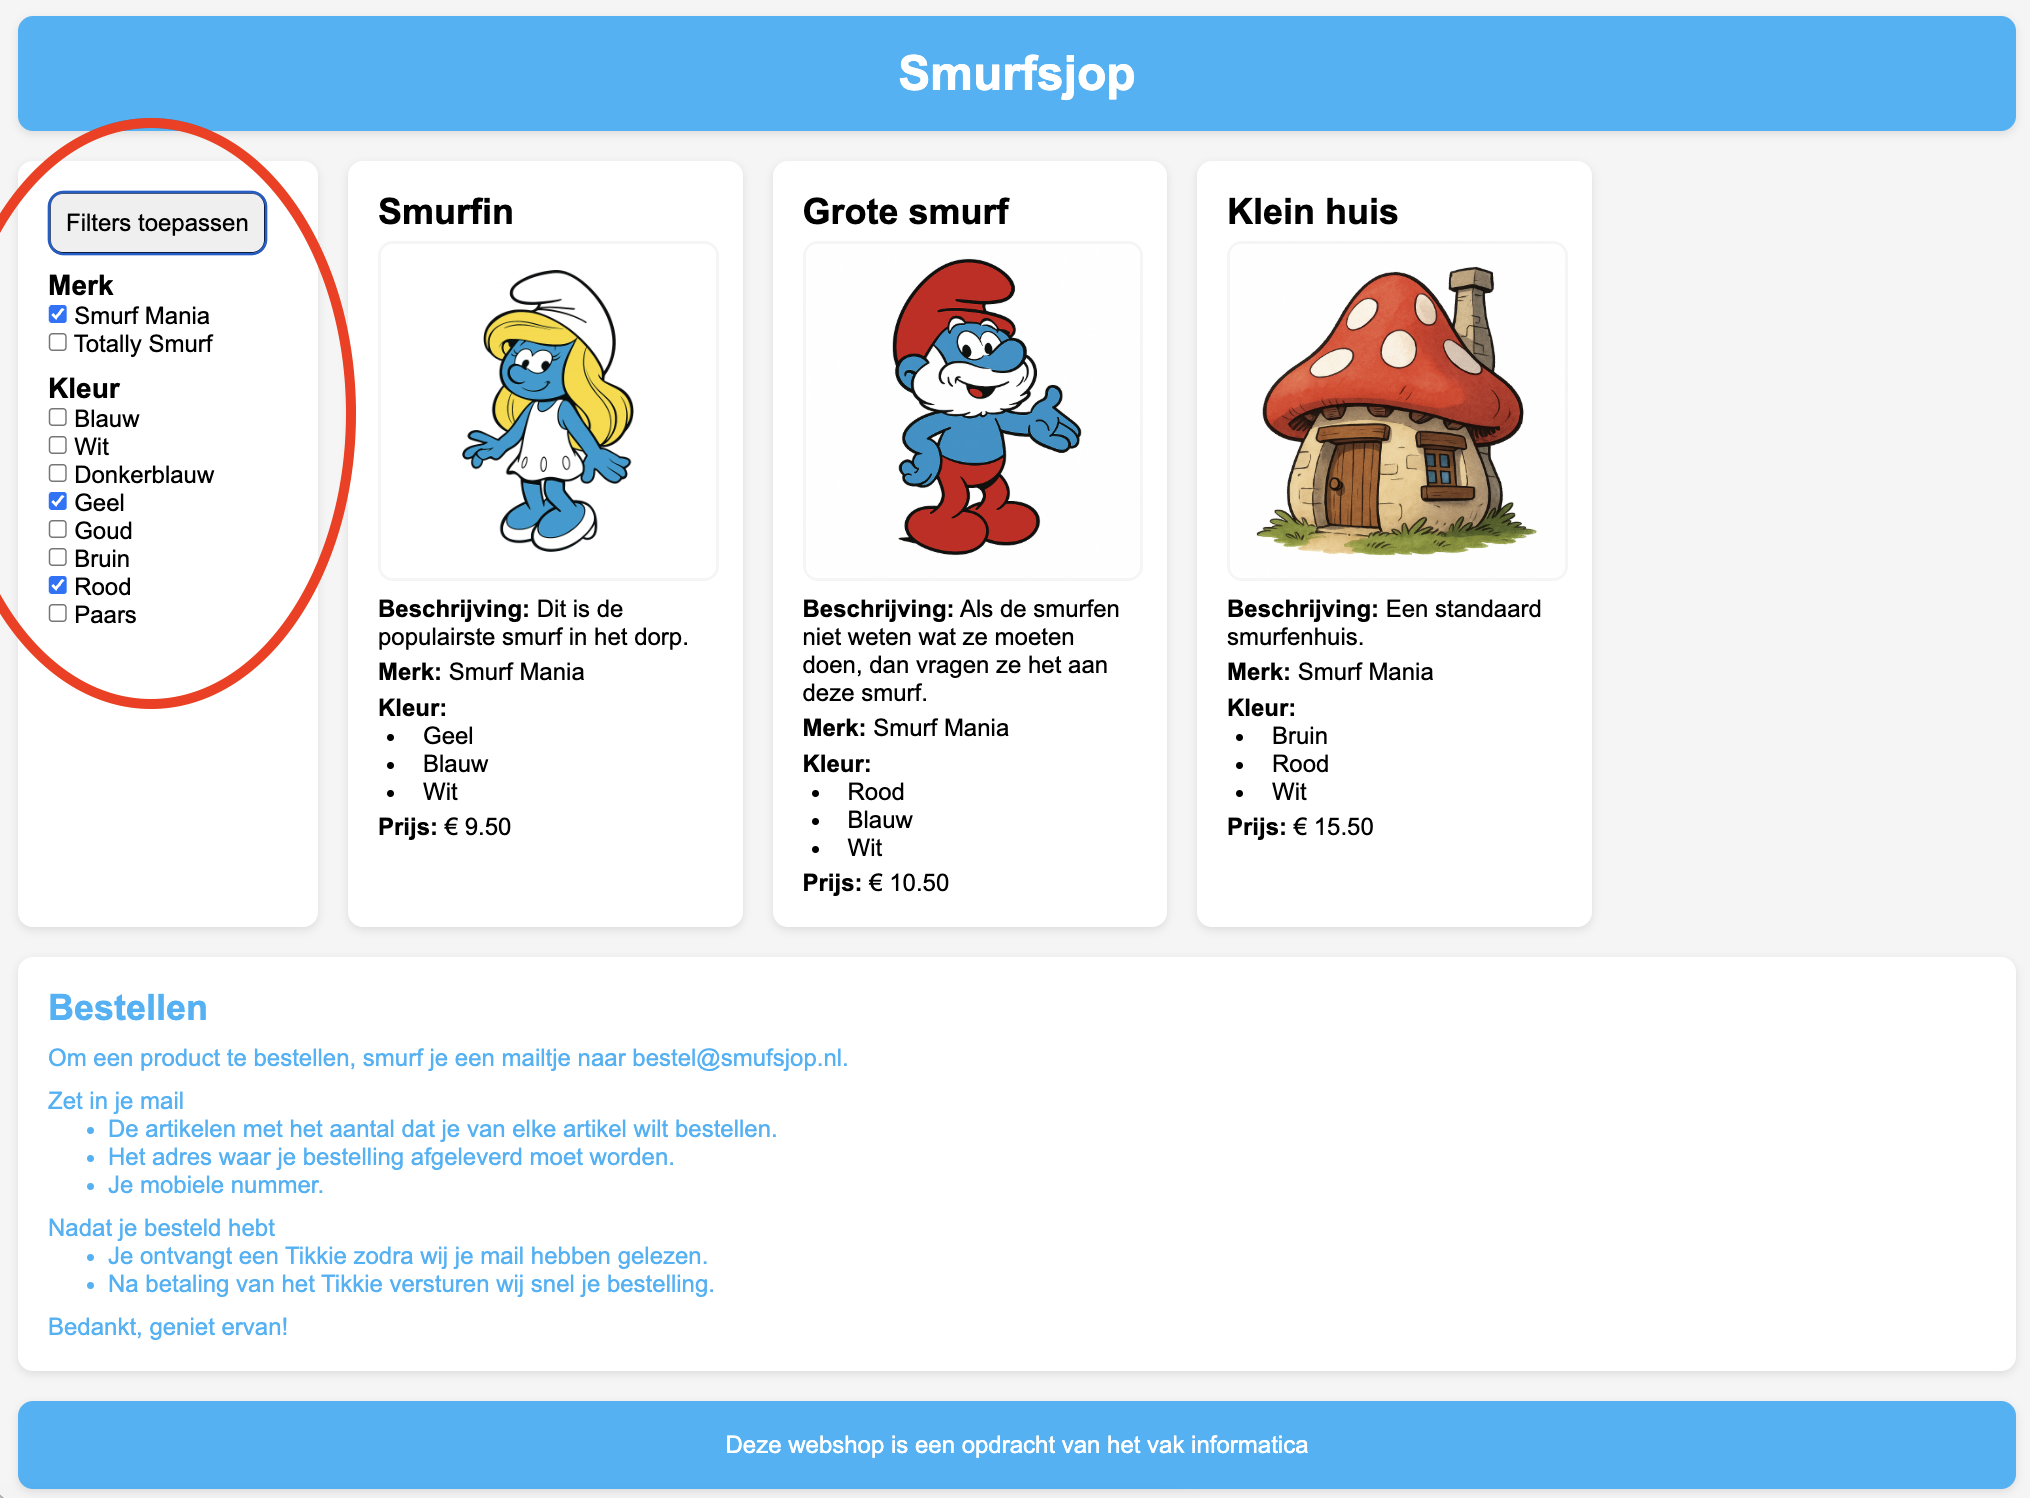 Smurfsjop
Filters toepassen
Merk
Smurf Mania
Totally Smurf
Kleur
Blauw
Wit
Donkerblauw
Geel
Goud
Bruin
Rood
Paars
Smurfin
Beschrijving: Dit is de
populairste smurf in het dorp.
Merk: Smurf Mania
Kleur:
• Geel
• Blauw
• Wit
Prijs: € 9.50
Grote smurf
Beschrijving: Als de smurfen
niet weten wat ze moeten
doen, dan vragen ze het aan
deze smurf.
Merk: Smurf Mania
Kleur:
• Rood
• Blauw
• Wit
Prijs: € 10.50
Klein huis
Beschrijving: Een standaard
smurfenhuis.
Merk: Smurf Mania
Kleur:
• Bruin
• Rood
• Wit
Prijs: € 15.50
Bestellen
Om een product te bestellen, smurf je een mailtje naar bestel@smufsjop.nl.
Zet in je mail
• De artikelen met het aantal dat je van elke artikel wilt bestellen.
• Het adres waar je bestelling afgeleverd moet worden.
• Je mobiele nummer.
Nadat je besteld hebt
• Je ontvangt een Tikkie zodra wij je mail hebben gelezen.
• Na betaling van het Tikkie versturen wij snel je bestelling.
Bedankt, geniet ervan!
Deze webshop is een opdracht van het vak informatica